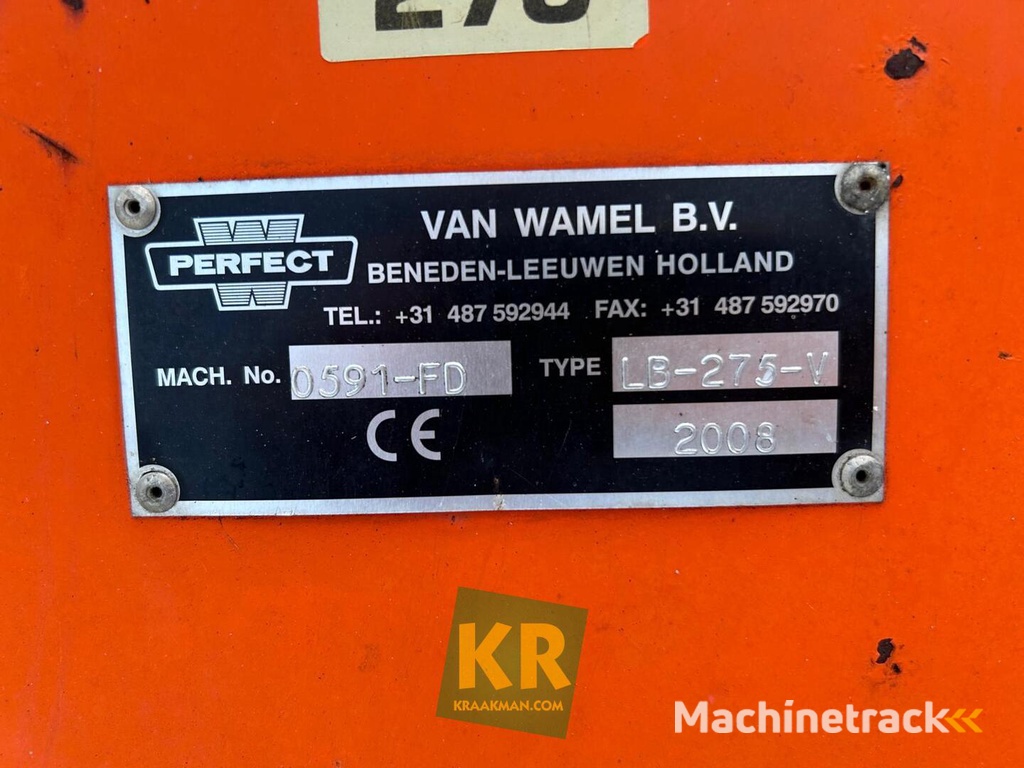 VAN WAMEL B.V.
PERFECT
BENEDEN-LEEUWEN HOLLAND
TEL.: +31 487 592944 FAX: +31 487 592970
MACH. No. 0591-FD TYPE LB-275-V
CE 2008
KR
KRAAKMAN.COM
Machinetrack